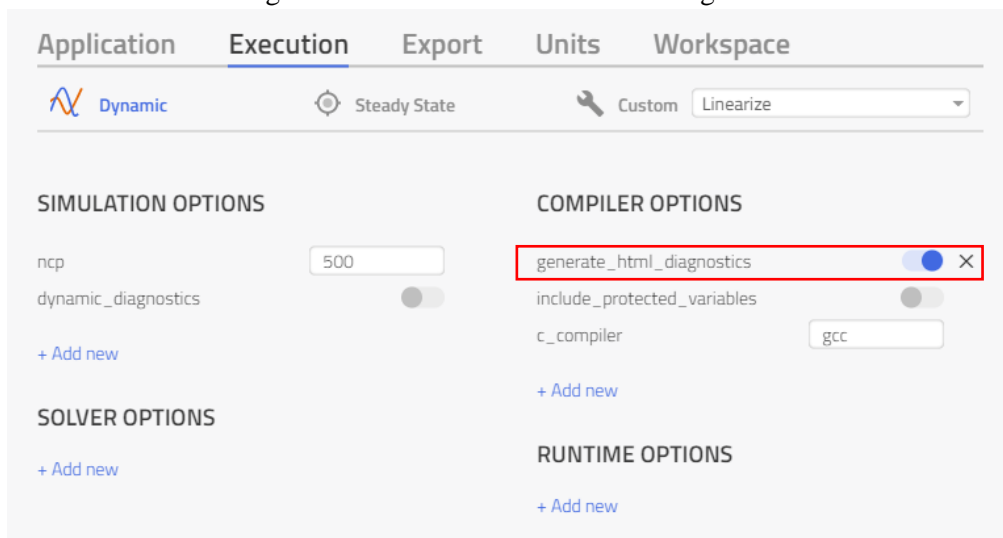 Application Execution Export Units Workspace
Dynamic Steady State Custom Linearize
SIMULATION OPTIONS
ncp 500
dynamic_diagnostics
+ Add new
SOLVER OPTIONS
+ Add new
COMPILER OPTIONS
generate_html_diagnostics
include_protected_variables
c_compiler gcc
+ Add new
RUNTIME OPTIONS
+ Add new